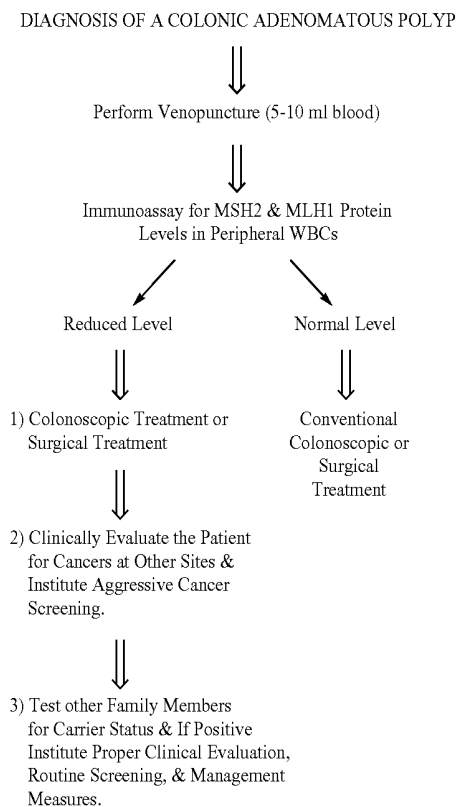 DIAGNOSIS OF A COLONIC ADENOMATOUS POLYP
Perform Venopuncture (5-10 ml blood)
Immunoassay for MSH2 & MLH1 Protein
Levels in Peripheral WBCs
Reduced Level
Normal Level
1) Colonoscopic Treatment or
Surgical Treatment
Conventional
Colonoscopic or
Surgical
Treatment
2) Clinically Evaluate the Patient
for Cancers at Other Sites &
Institute Aggressive Cancer
Screening.
3) Test other Family Members
for Carrier Status & If Positive
Institute Proper Clinical Evaluation,
Routine Screening, & Management
Measures.